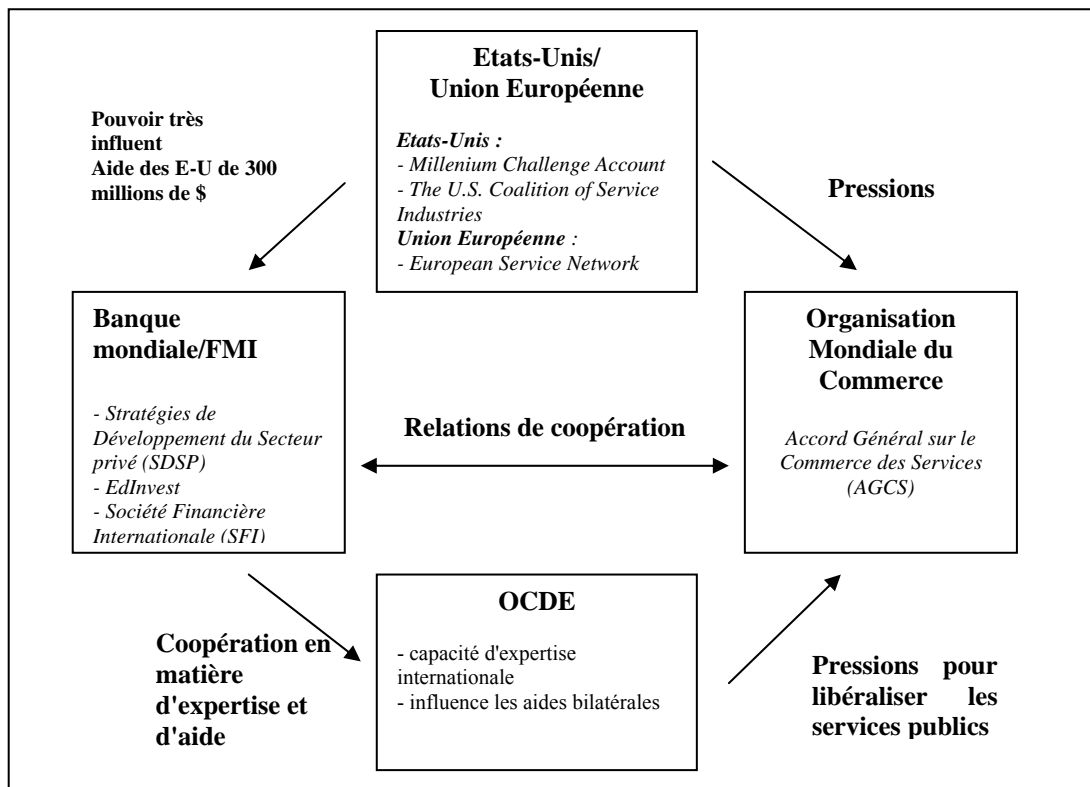 Etats-Unis/
Union Européenne
Etats-Unis :
- Millenium Challenge Account
- The U.S. Coalition of Service
Industries
Union Européenne :
- European Service Network
Pouvoir très
influent
Aide des E-U de 300
millions de $
Pressions
Banque
mondiale/FMI
- Stratégies de
Développement du Secteur
privé (SDSP)
- EdInvest
- Société Financière
Internationale (SFI)
Relations de coopération
Organisation
Mondiale du
Commerce
Accord Général sur le
Commerce des Services
(AGCS)
Coopération en
matière
d'expertise et
d'aide
OCDE
- capacité d'expertise
internationale
- influence les aides bilatérales
Pressions pour
libéraliser les
services publics